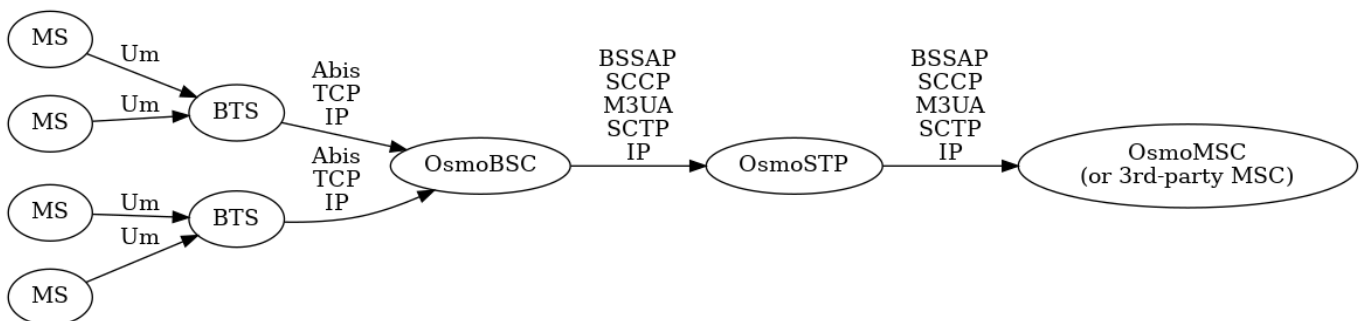 MS
Um
MS
Um
BTS
Abis
TCP
IP
MS
Um
MS
Um
BTS
Abis
TCP
IP
OsmoBSC
BSSAP
SCCP
M3UA
SCTP
IP
OsmoSTP
BSSAP
SCCP
M3UA
SCTP
IP
OsmoMSC
(or 3rd-party MSC)